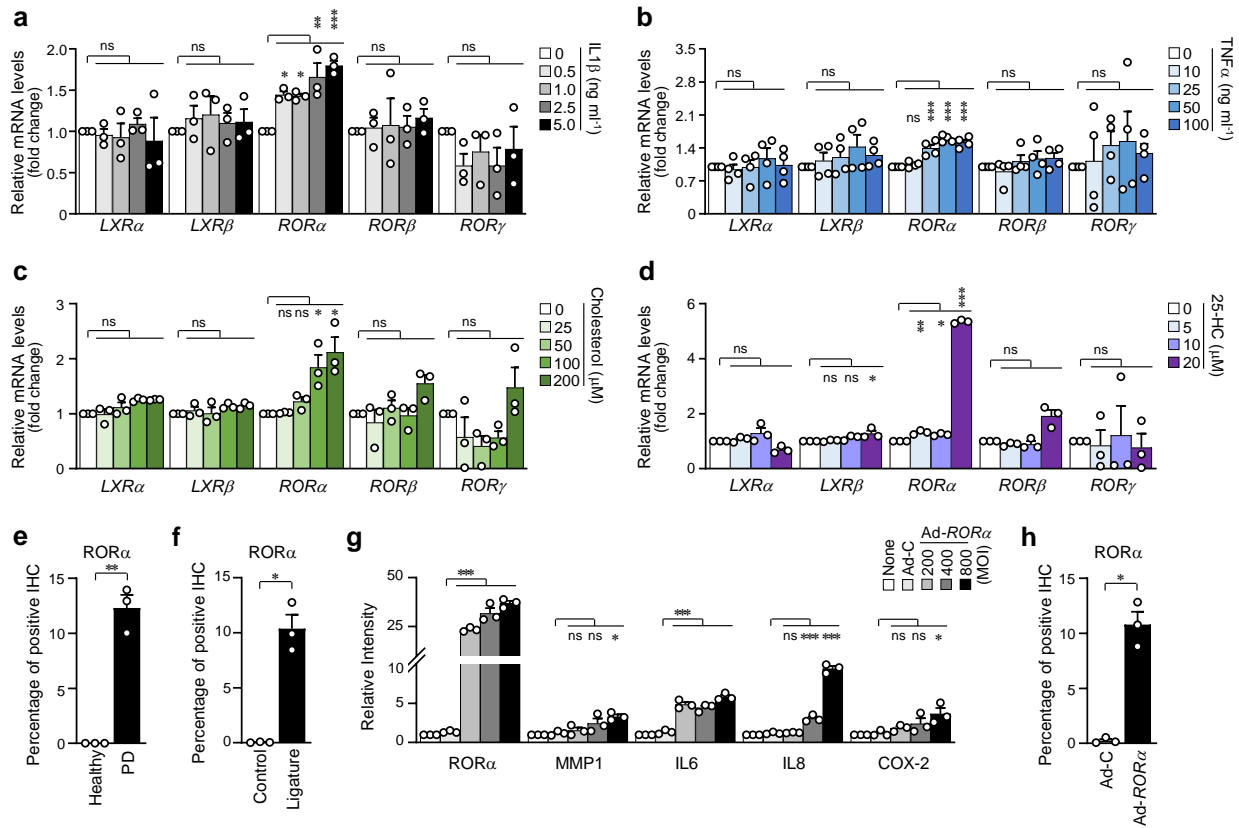 a
Relative mRNA levels
(fold change)
2.0
1.5
1.0
0.5
0
ns
ns
* * ** ***
ns
ns
LXRα LXRβ RORα RORβ RORγ
0
0.5
1.0
2.5
5.0
IL1β (ng ml-1)
b
Relative mRNA levels
(fold change)
3.5
2.8
2.1
1.4
0.7
0
ns
ns
ns *** *** ***
ns
ns
LXRα LXRβ RORα RORβ RORγ
0
10
25
50
100
TNFα
(ng ml-1)
c
Relative mRNA levels
(fold change)
3
2
1
0
ns
ns
ns ns * *
ns
ns
LXRα LXRβ RORα RORβ RORγ
0
25
50
100
200
Cholesterol (μM)
d
Relative mRNA levels
(fold change)
6
4
2
0
ns
ns ns *
** * ***
ns
ns
LXRα LXRβ RORα RORβ RORγ
0
5
10
20
25-HC (μM)
e
RORα
Percentage of positive IHC
15
10
5
0
**
Healthy
PD
f
RORα
Percentage of positive IHC
15
10
5
0
*
Control
Ligature
g
Relative Intensity
50
25
10
5
0
***
ns ns *
***
ns *** ***
ns ns *
RORα MMP1 IL6 IL8 COX-2
Ad-RORα
None
Ad-C
200
400
800
(MOI)
h
RORα
Percentage of positive IHC
15
10
5
0
*
Ad-C
Ad-RORα